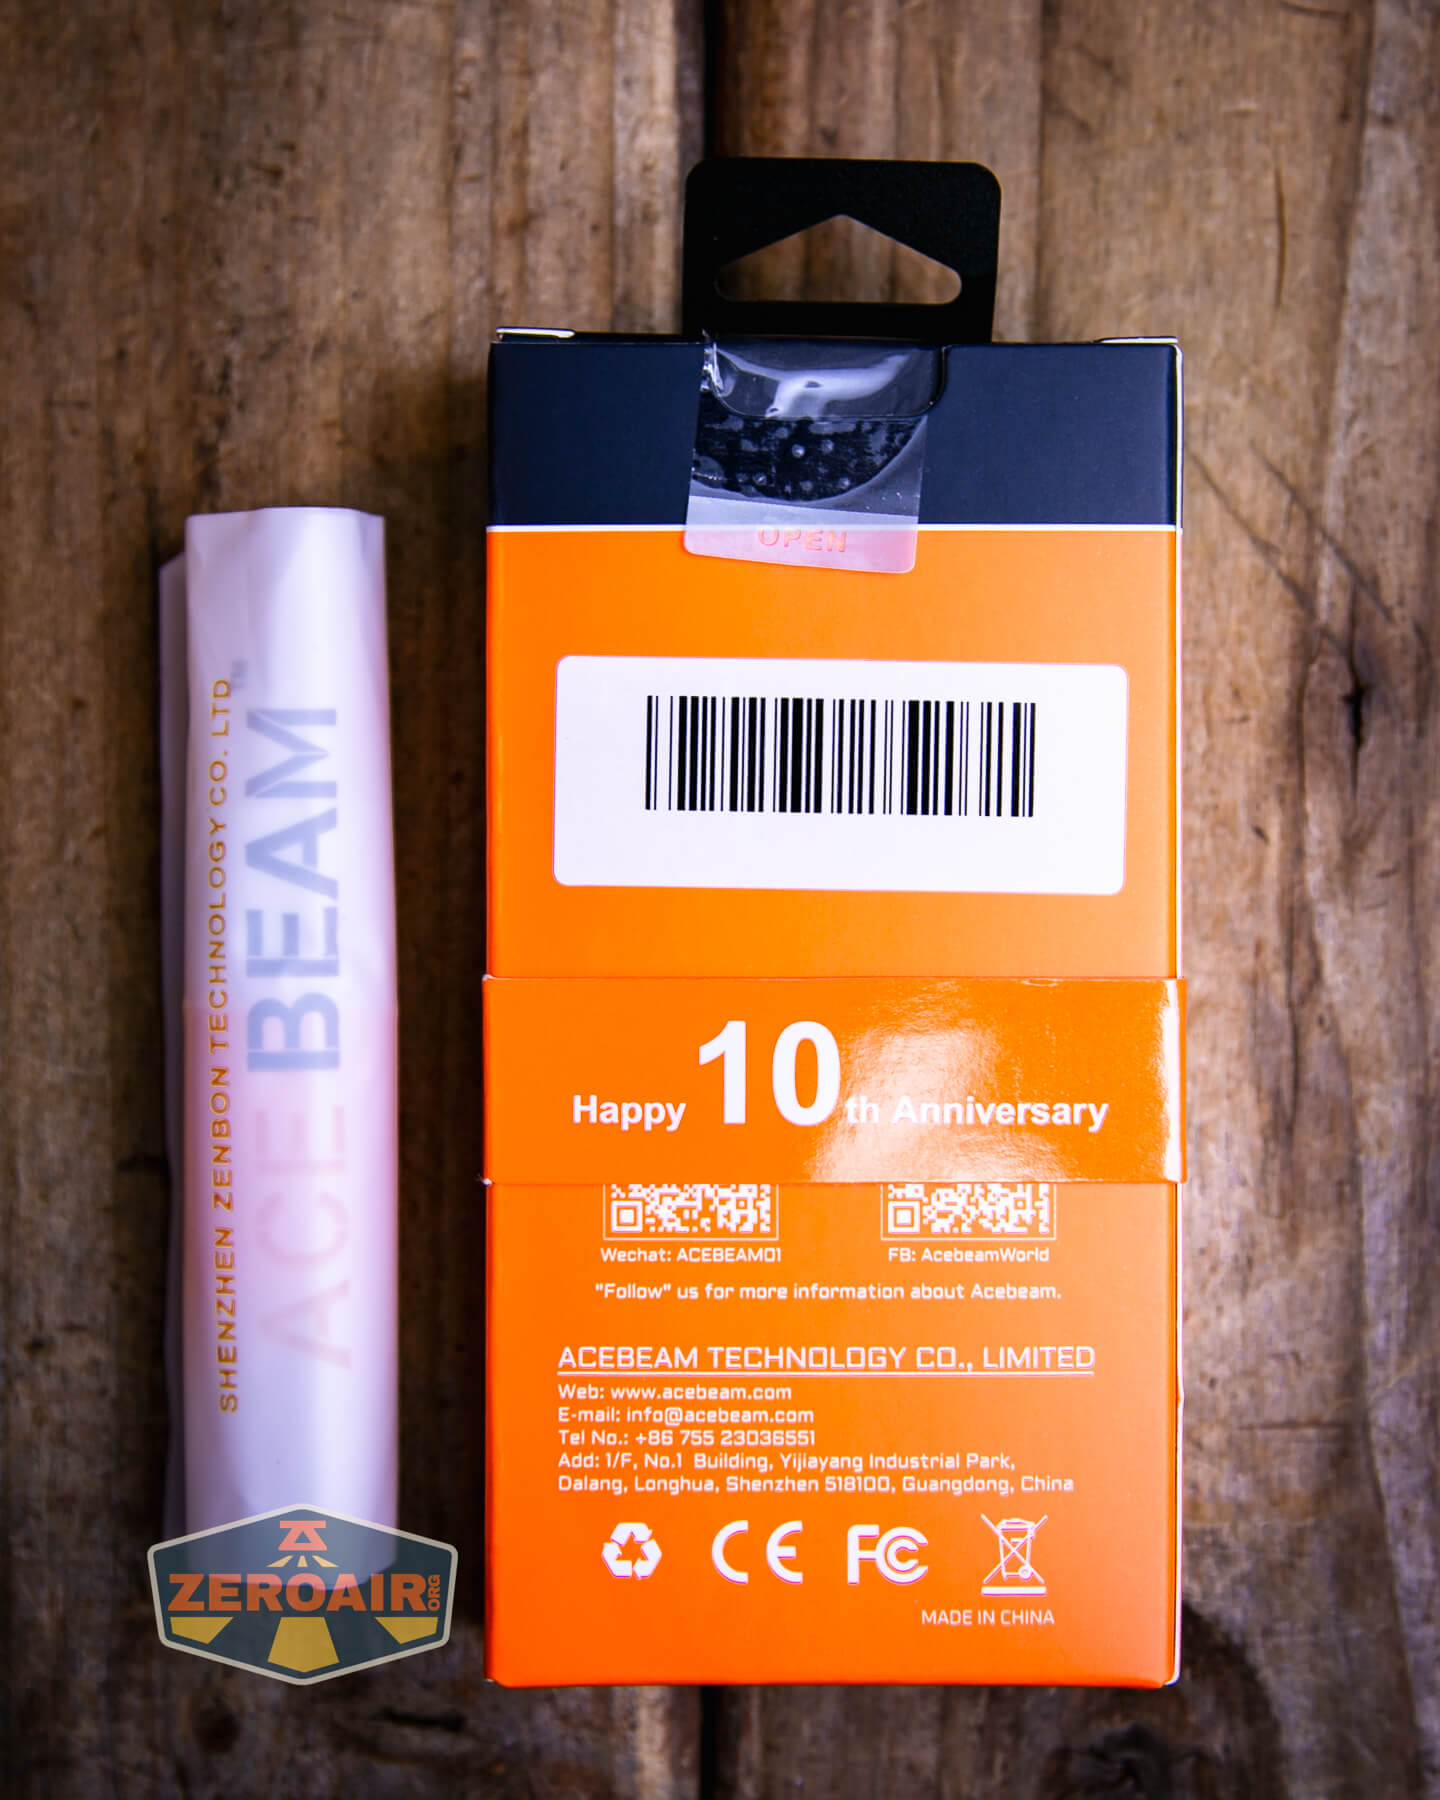 OPEN
SHENZHEN ZENBON TECHNOLOGY CO. LTD
ACEBEAM™
Happy 10th Anniversary
Wechat: ACEBEAM01
FB: AcebeamWorld
"Follow" us for more information about Acebeam.
ACEBEAM TECHNOLOGY CO., LIMITED
Web: www.acebeam.com
E-mail: info@acebeam.com
Tel No.: +86 755 23036551
Add: 1/F, No.1 Building, Yijiayang Industrial Park,
Dalang, Longhua, Shenzhen 518100, Guangdong, China
CE FC
MADE IN CHINA
ZEROAIR.ORG